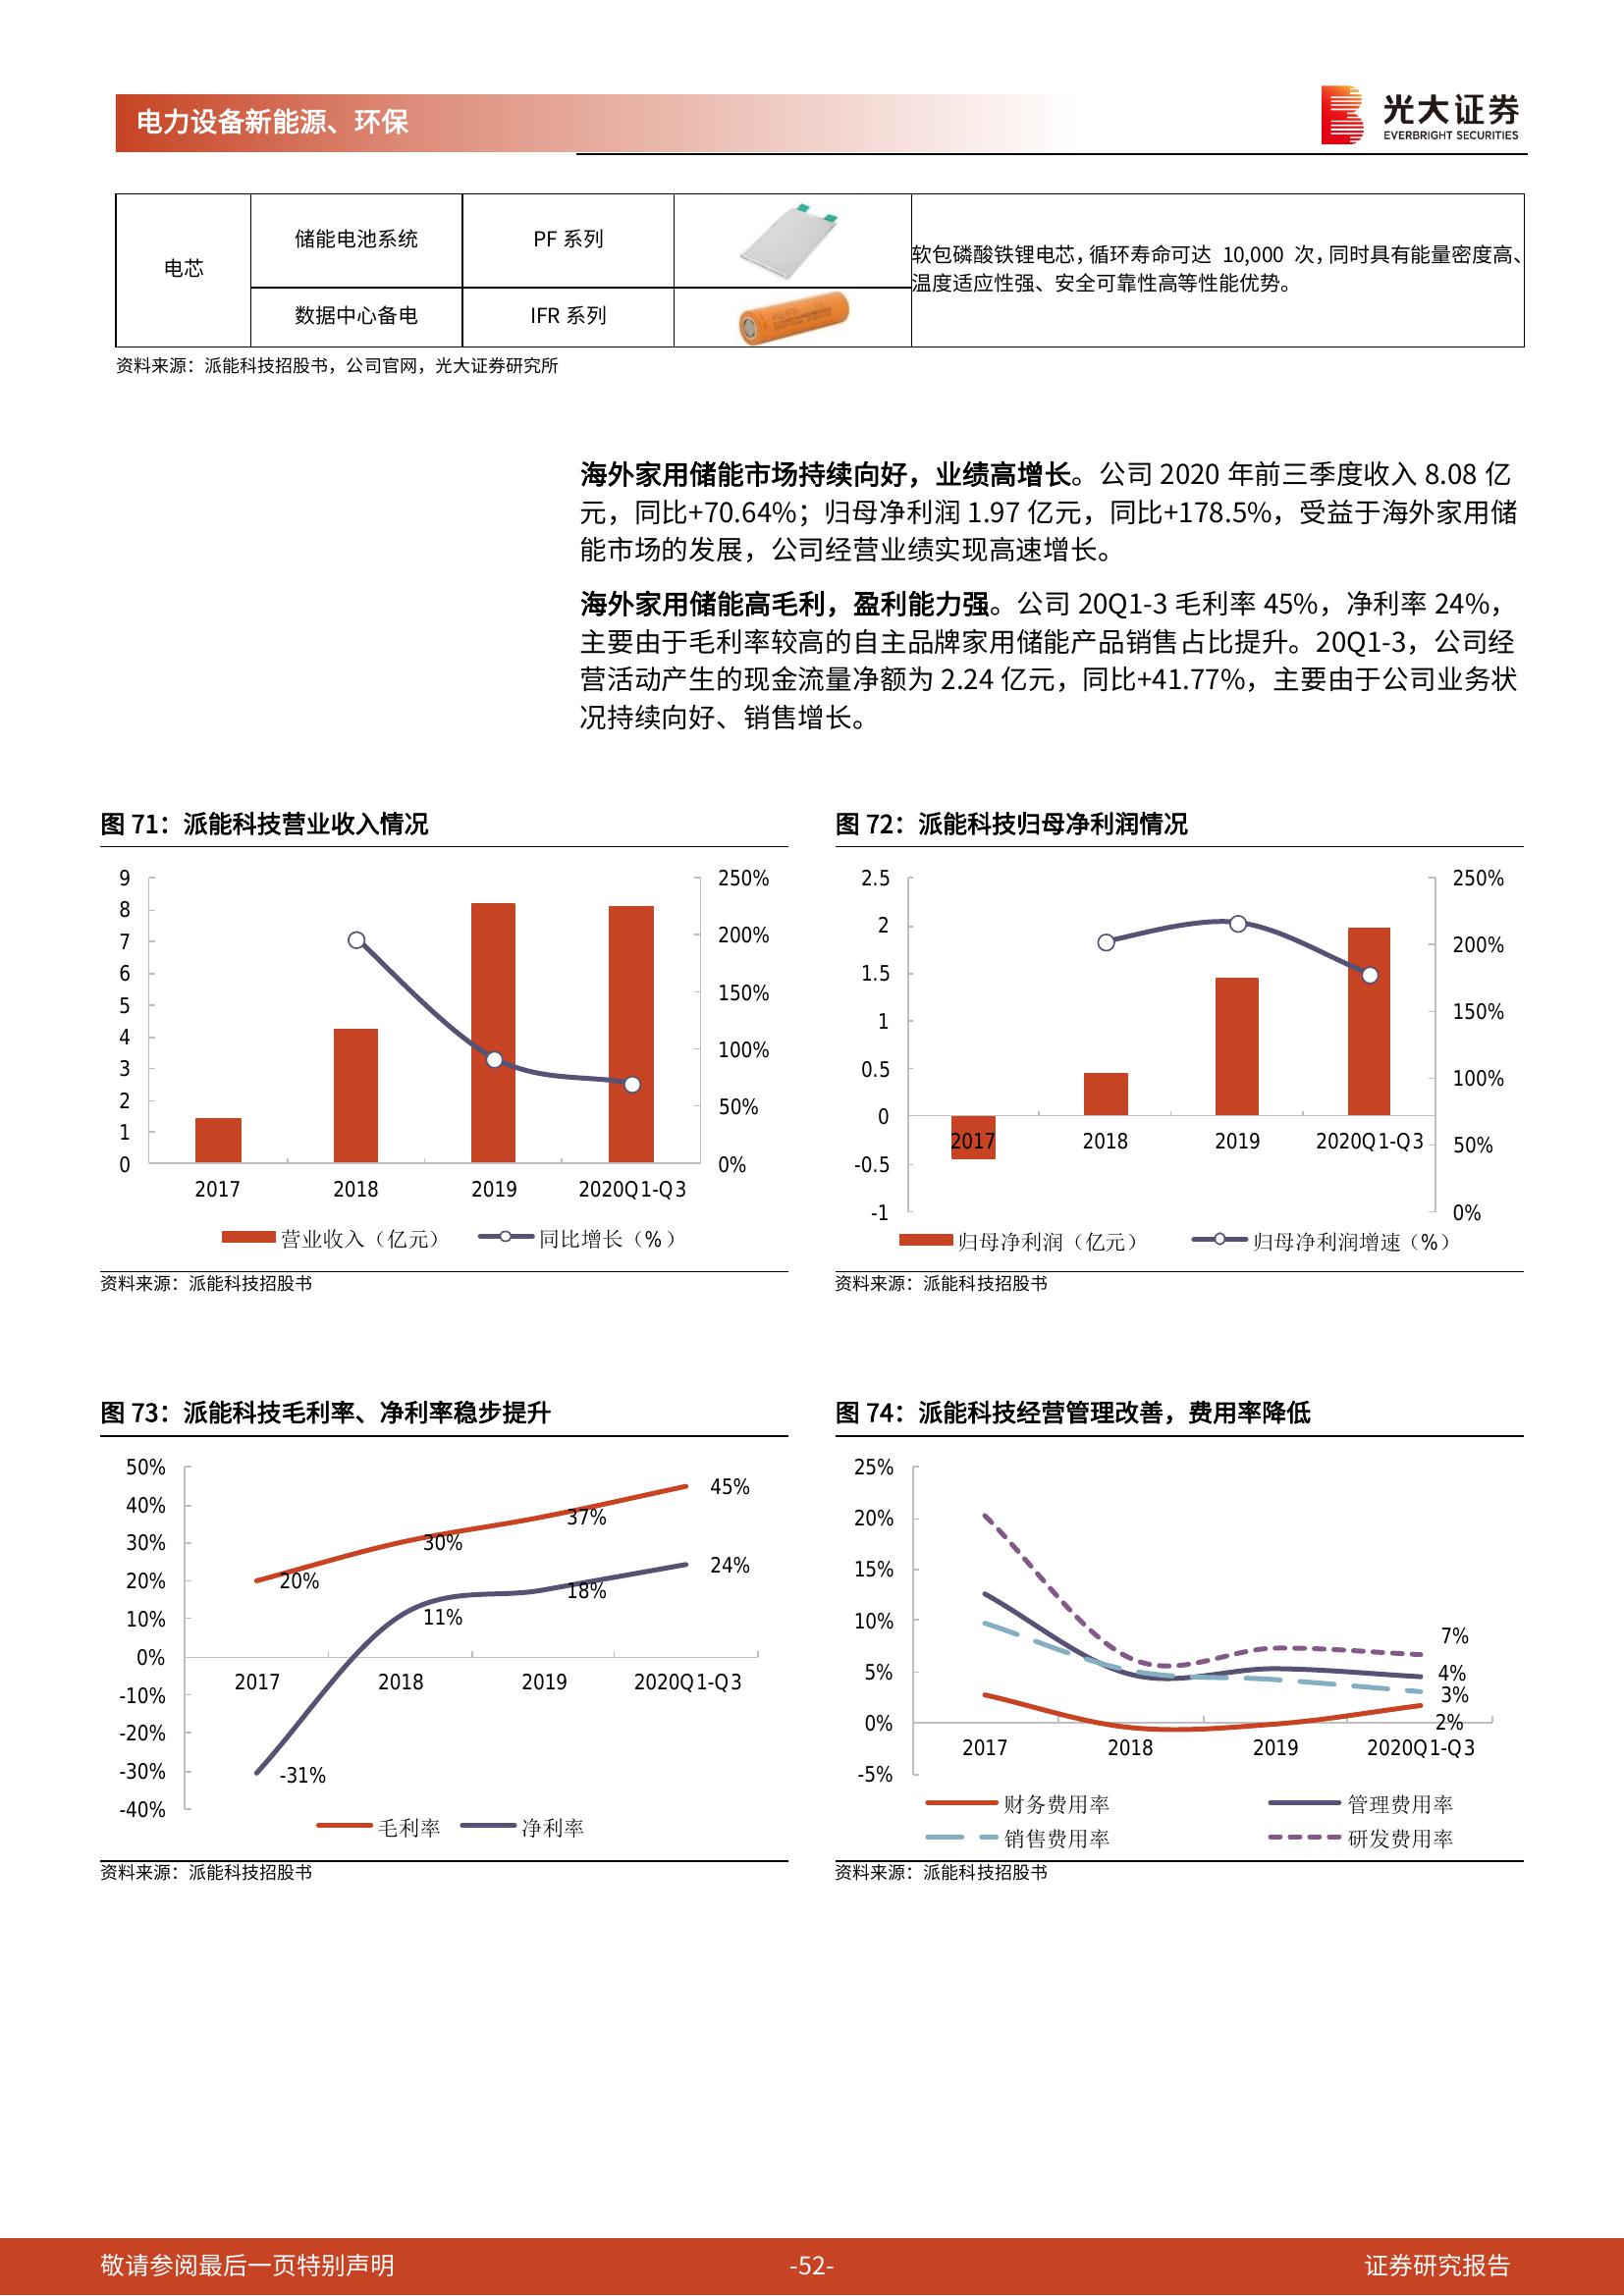 电力设备新能源、环保
光大证券
EVERBRIGHT SECURITIES
电芯
储能电池系统
PF 系列
软包磷酸铁锂电芯，循环寿命可达 10,000 次，同时具有能量密度高、
温度适应性强、安全可靠性高等性能优势。
数据中心备电
IFR 系列
资料来源：派能科技招股书，公司官网，光大证券研究所
海外家用储能市场持续向好，业绩高增长。公司 2020 年前三季度收入 8.08 亿
元，同比+70.64%；归母净利润 1.97 亿元，同比+178.5%，受益于海外家用储
能市场的发展，公司经营业绩实现高速增长。
海外家用储能高毛利，盈利能力强。公司 20Q1-3 毛利率 45%，净利率 24%，
主要由于毛利率较高的自主品牌家用储能产品销售占比提升。20Q1-3，公司经
营活动产生的现金流量净额为 2.24 亿元，同比+41.77%，主要由于公司业务状
况持续向好、销售增长。
图 71：派能科技营业收入情况
9
8
7
6
5
4
3
2
1
0
250%
200%
150%
100%
50%
0%
2017
2018
2019
2020Q1-Q3
营业收入（亿元）
同比增长（%）
资料来源：派能科技招股书
图 72：派能科技归母净利润情况
2.5
2
1.5
1
0.5
0
-0.5
-1
250%
200%
150%
100%
50%
0%
2017
2018
2019
2020Q1-Q3
归母净利润（亿元）
归母净利润增速（%）
资料来源：派能科技招股书
图 73：派能科技毛利率、净利率稳步提升
50%
40%
30%
20%
10%
0%
-10%
-20%
-30%
-40%
20%
30%
37%
45%
-31%
11%
18%
24%
2017
2018
2019
2020Q1-Q3
毛利率
净利率
资料来源：派能科技招股书
图 74：派能科技经营管理改善，费用率降低
25%
20%
15%
10%
5%
0%
-5%
7%
4%
3%
2%
2017
2018
2019
2020Q1-Q3
财务费用率
管理费用率
销售费用率
研发费用率
资料来源：派能科技招股书
敬请参阅最后一页特别声明
-52-
证券研究报告